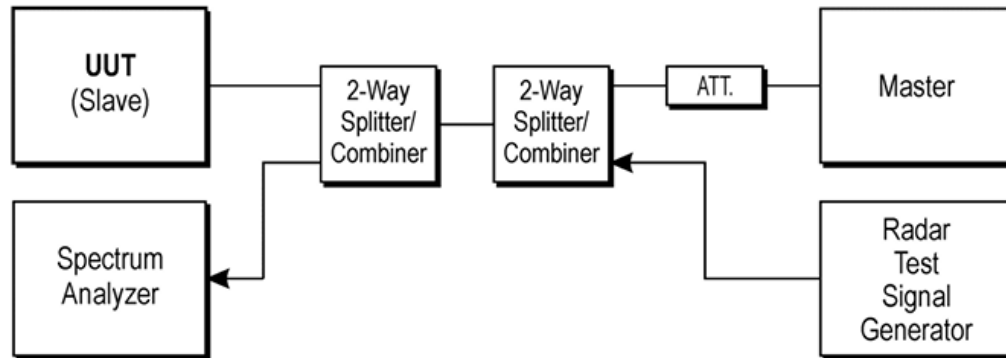 UUT
(Slave)
2-Way
Splitter/
Combiner
2-Way
Splitter/
Combiner
ATT.
Master
Spectrum
Analyzer
Radar
Test
Signal
Generator